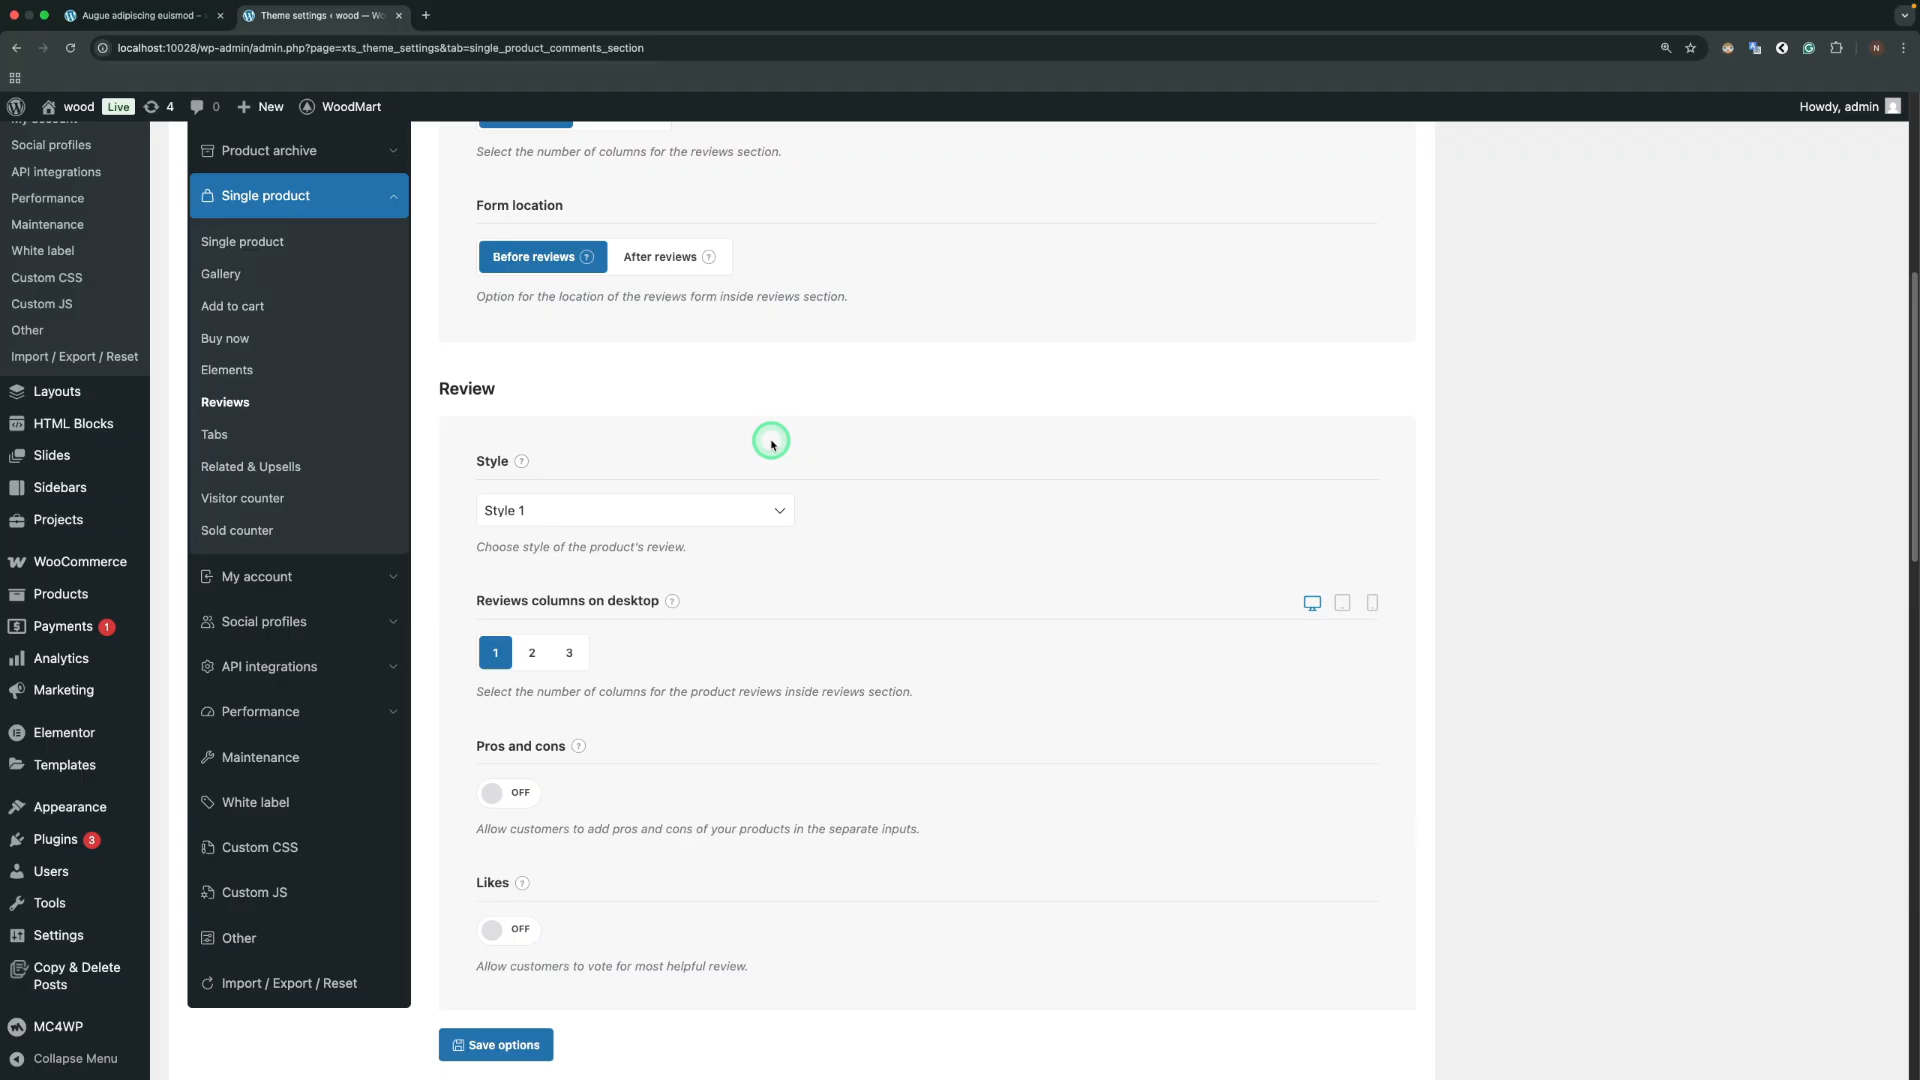 Augue adipiscing euismod –
Theme settings ‹ wood — Wo
localhost:10028/wp-admin/admin.php?page=xts_theme_settings&tab=single_product_comments_section
N
wood
Live
4
0
New
WoodMart
Howdy, admin
Social profiles
API integrations
Performance
Maintenance
White label
Custom CSS
Custom JS
Other
Import / Export / Reset
Layouts
HTML Blocks
Slides
Sidebars
Projects
WooCommerce
Products
Payments 1
Analytics
Marketing
Elementor
Templates
Appearance
Plugins 3
Users
Tools
Settings
Copy & Delete
Posts
MC4WP
Collapse Menu
Product archive
Single product
Single product
Gallery
Add to cart
Buy now
Elements
Reviews
Tabs
Related & Upsells
Visitor counter
Sold counter
My account
Social profiles
API integrations
Performance
Maintenance
White label
Custom CSS
Custom JS
Other
Import / Export / Reset
Select the number of columns for the reviews section.
Form location
Before reviews ?
After reviews ?
Option for the location of the reviews form inside reviews section.
Review
Style ?
Style 1
Choose style of the product's review.
Reviews columns on desktop ?
1 2 3
Select the number of columns for the product reviews inside reviews section.
Pros and cons ?
OFF
Allow customers to add pros and cons of your products in the separate inputs.
Likes ?
OFF
Allow customers to vote for most helpful review.
Save options